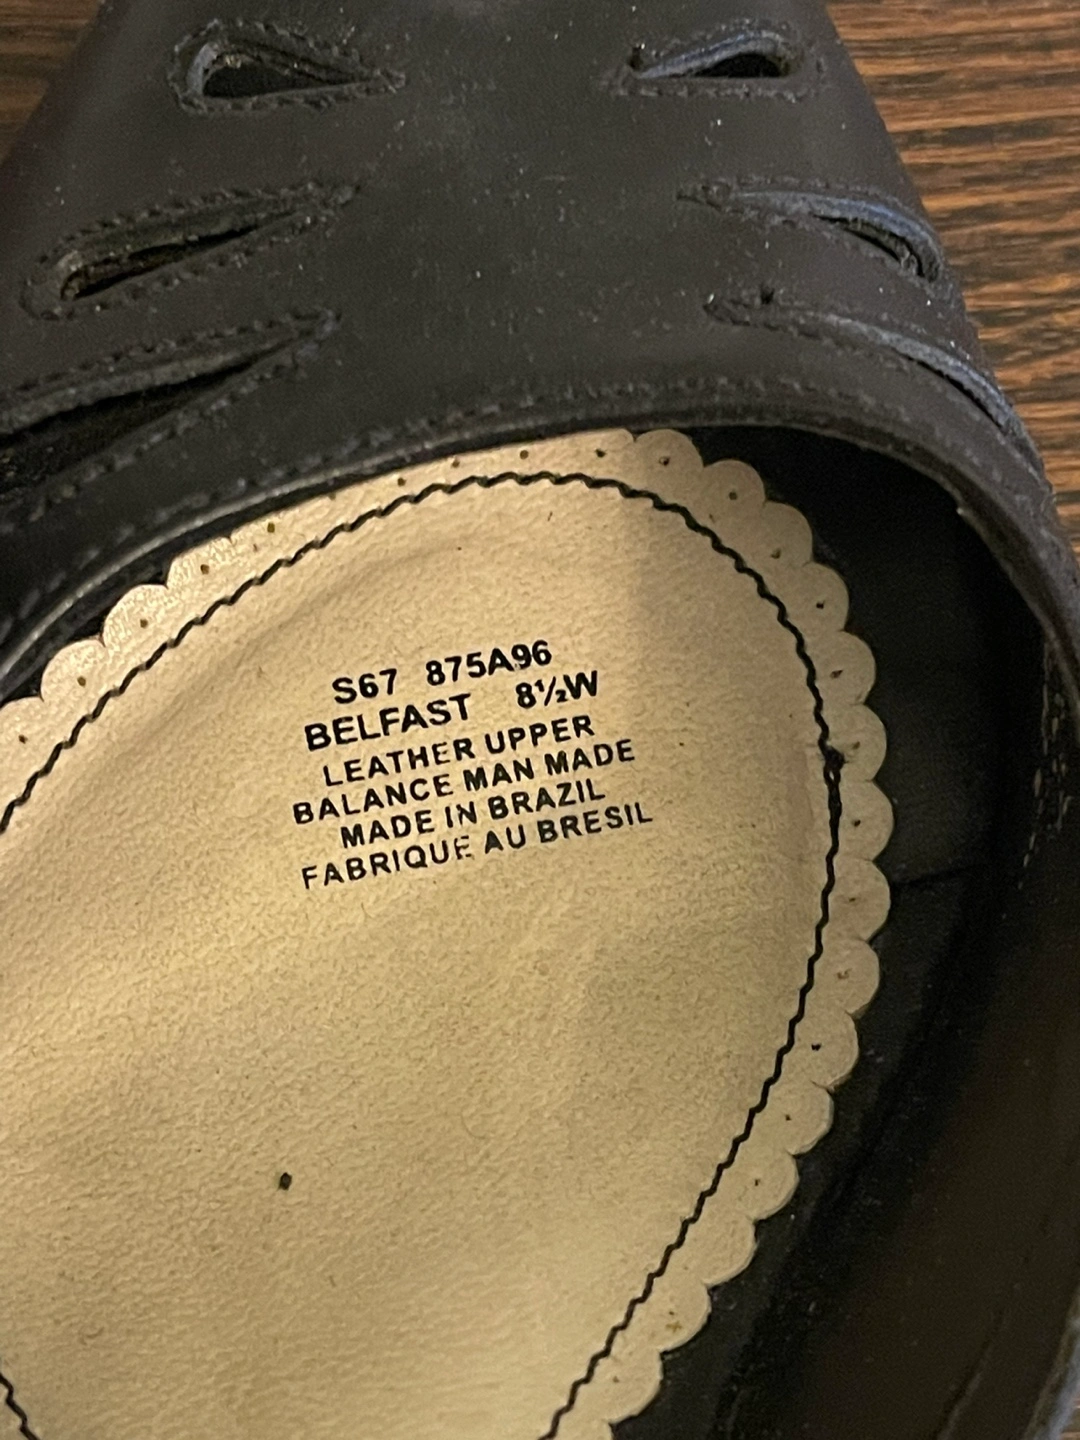 S67 875A96
BELFAST 8½W
LEATHER UPPER
BALANCE MAN MADE
MADE IN BRAZIL
FABRIQUE AU BRESIL